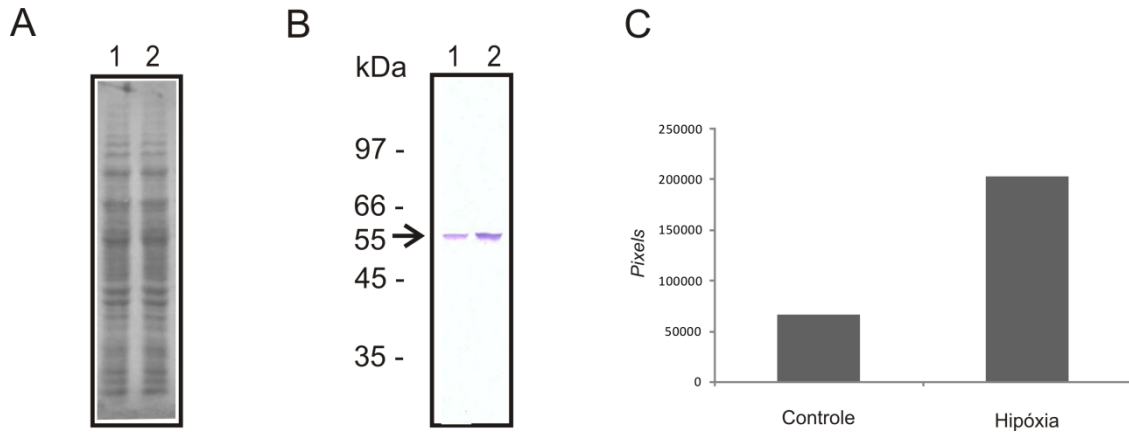 A
1 2
B
kDa
1 2
97 -
66 -
55
45 -
35 -
C
250000
200000
150000
100000
50000
0
Pixels
Controle
Hipóxia